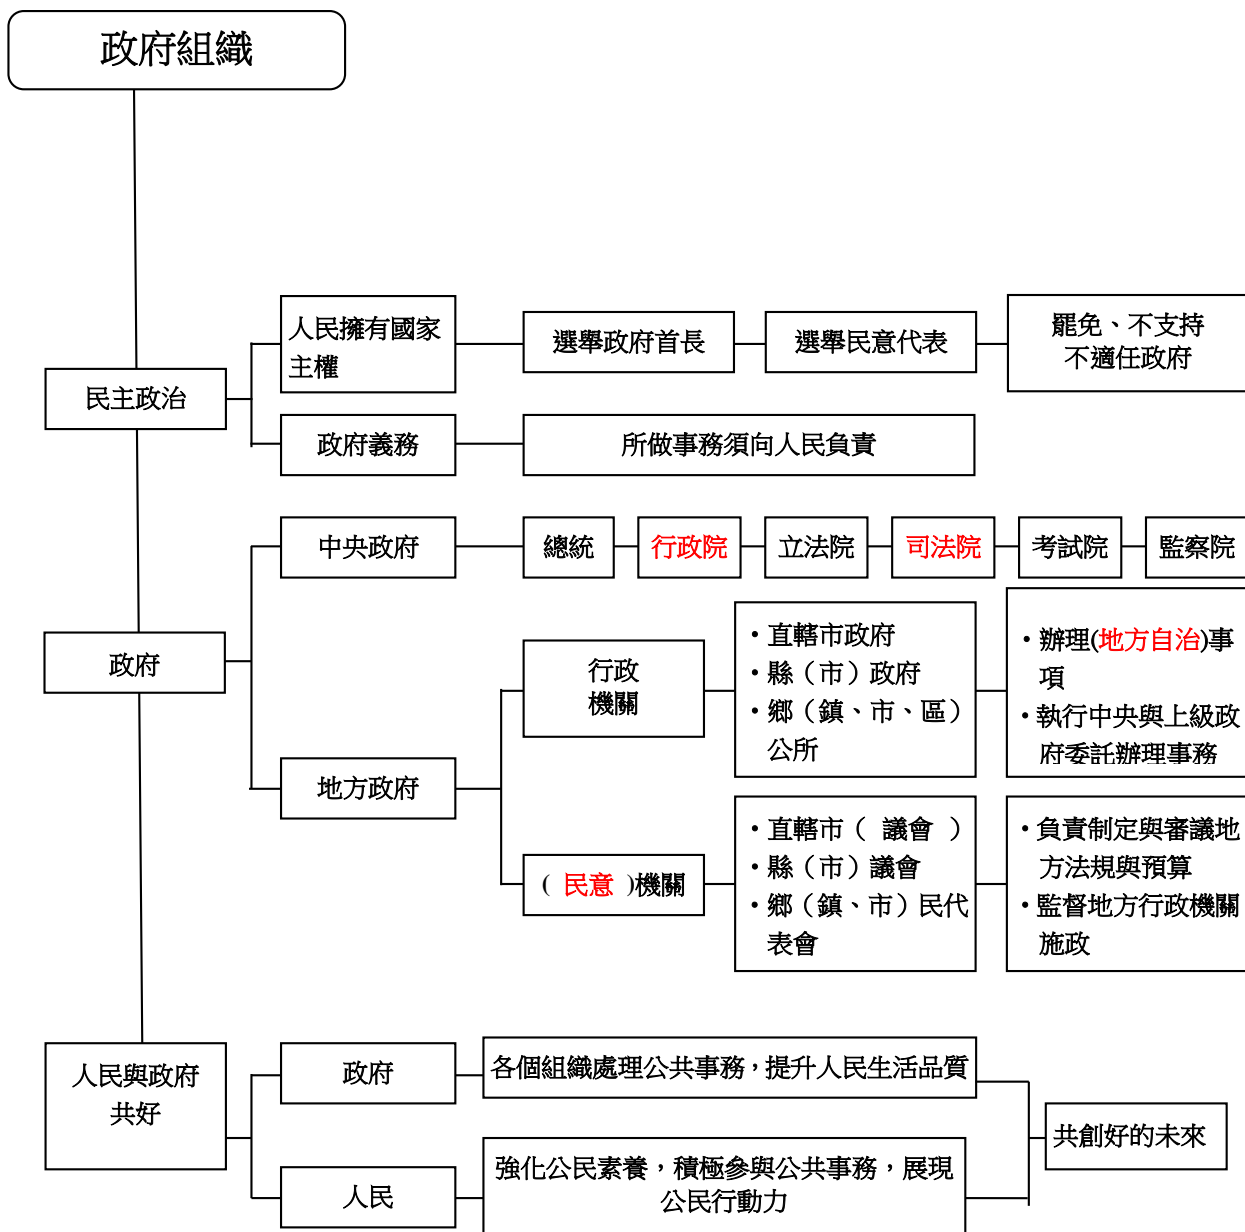 政府組織
人民擁有國家
主權
選舉政府首長
選舉民意代表
罷免、不支持
不適任政府
民主政治
政府義務
所做事務須向人民負責
中央政府
總統
行政院
立法院
司法院
考試院
監察院
政府
行政
機關
・直轄市政府
・縣（市）政府
・鄉（鎮、市、區）
公所
・辦理(地方自治)事
項
・執行中央與上級政
府委託辦理事務
地方政府
( 民意 )機關
・直轄市（ 議會 ）
・縣（市）議會
・鄉（鎮、市）民代
表會
・負責制定與審議地
方法規與預算
・監督地方行政機關
施政
人民與政府
共好
政府
各個組織處理公共事務，提升人民生活品質
共創好的未來
人民
強化公民素養，積極參與公共事務，展現
公民行動力